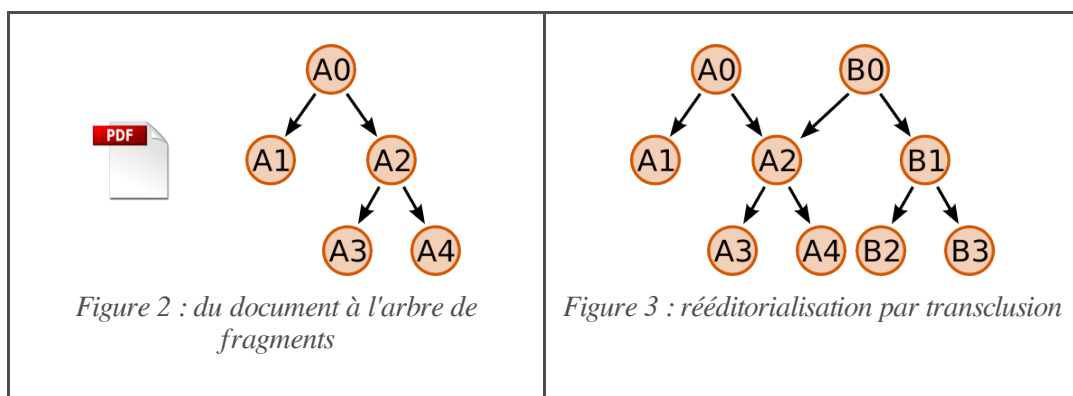 A0
PDF
A1
A2
A3
A4
Figure 2 : du document à l'arbre de
fragments
A0
B0
A1
A2
B1
A3
A4
B2
B3
Figure 3 : rééditorialisation par transclusion